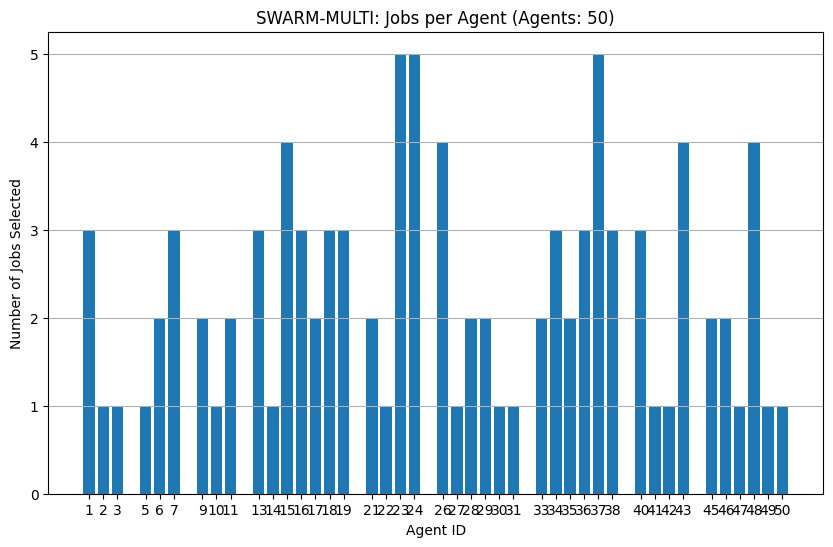 SWARM-MULTI: Jobs per Agent (Agents: 50)
5
4
3
2
1
0
Number of Jobs Selected
1 2 3 5 6 7 9 10 11 13 14 15 16 17 18 19 21 22 23 24 26 27 28 29 30 31 33 34 35 36 37 38 40 41 42 43 45 46 47 48 49 50
Agent ID